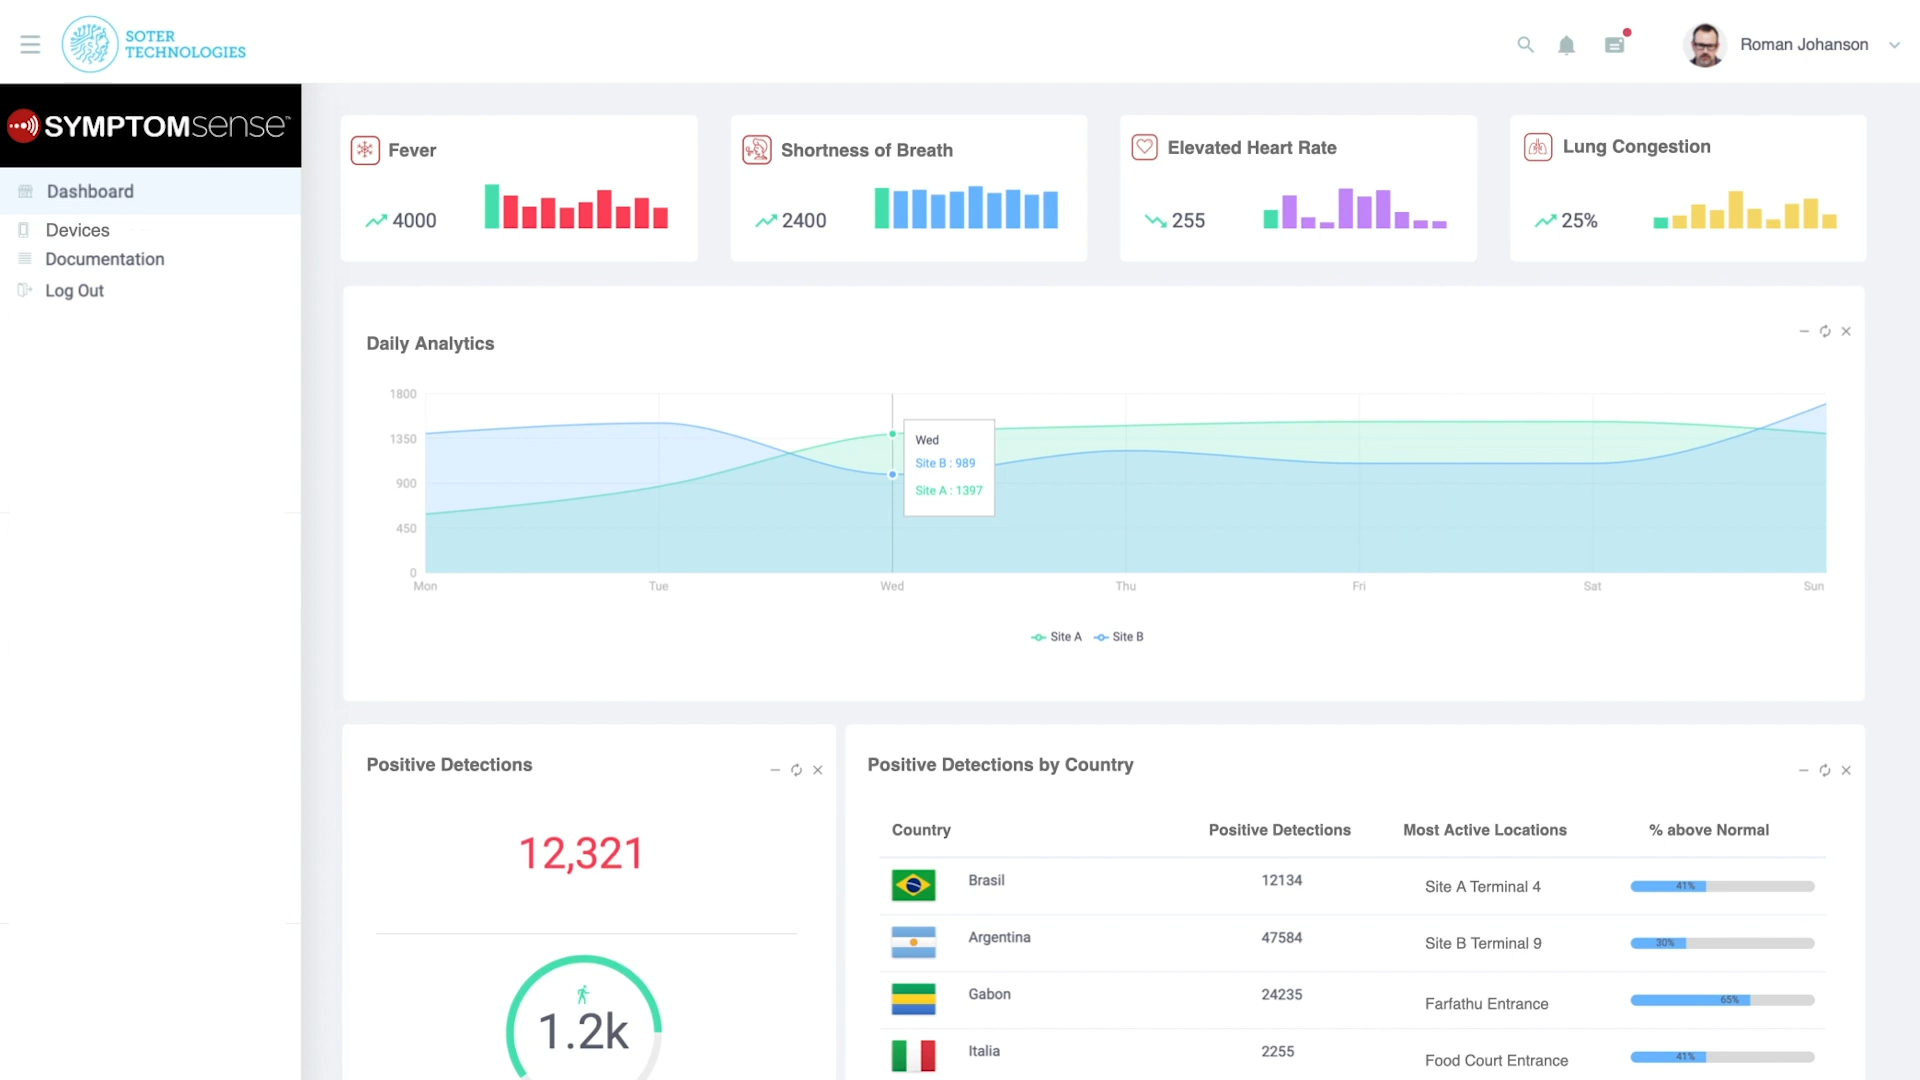 SOTER
TECHNOLOGIES
Roman Johanson
SYMPTOMSENSE™
Dashboard
Devices
Documentation
Log Out
Fever
4000
Shortness of Breath
2400
Elevated Heart Rate
255
Lung Congestion
25%
Daily Analytics
1800
1350
900
450
0
Mon
Tue
Wed
Thu
Fri
Sat
Sun
Wed
Site B : 989
Site A : 1397
Site A
Site B
Positive Detections
12,321
1.2k
Positive Detections by Country
Country Positive Detections Most Active Locations % above Normal
Brasil 12134 Site A Terminal 4 41%
Argentina 47584 Site B Terminal 9 30%
Gabon 24235 Farfathu Entrance 65%
Italia 2255 Food Court Entrance 41%